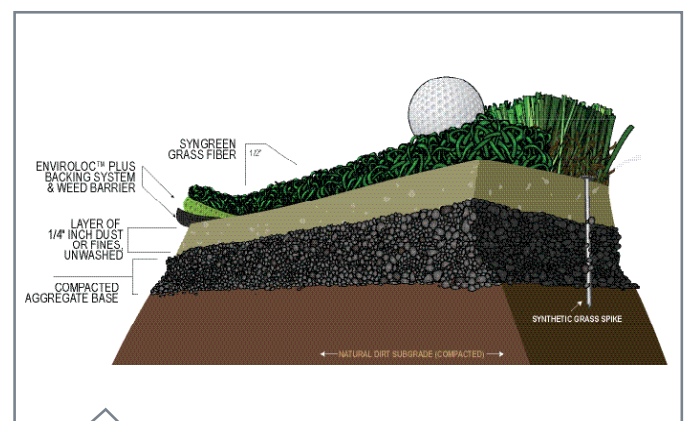 SYNGREEN
GRASS FIBER
1/2"
ENVIROLOC™ PLUS
BACKING SYSTEM
& WEED BARRIER
LAYER OF
1/4" INCH DUST
OR FINES,
UNWASHED
COMPACTED
AGGREGATE BASE
SYNTHETIC GRASS SPIKE
NATURAL DIRT SUBGRADE (COMPACTED)